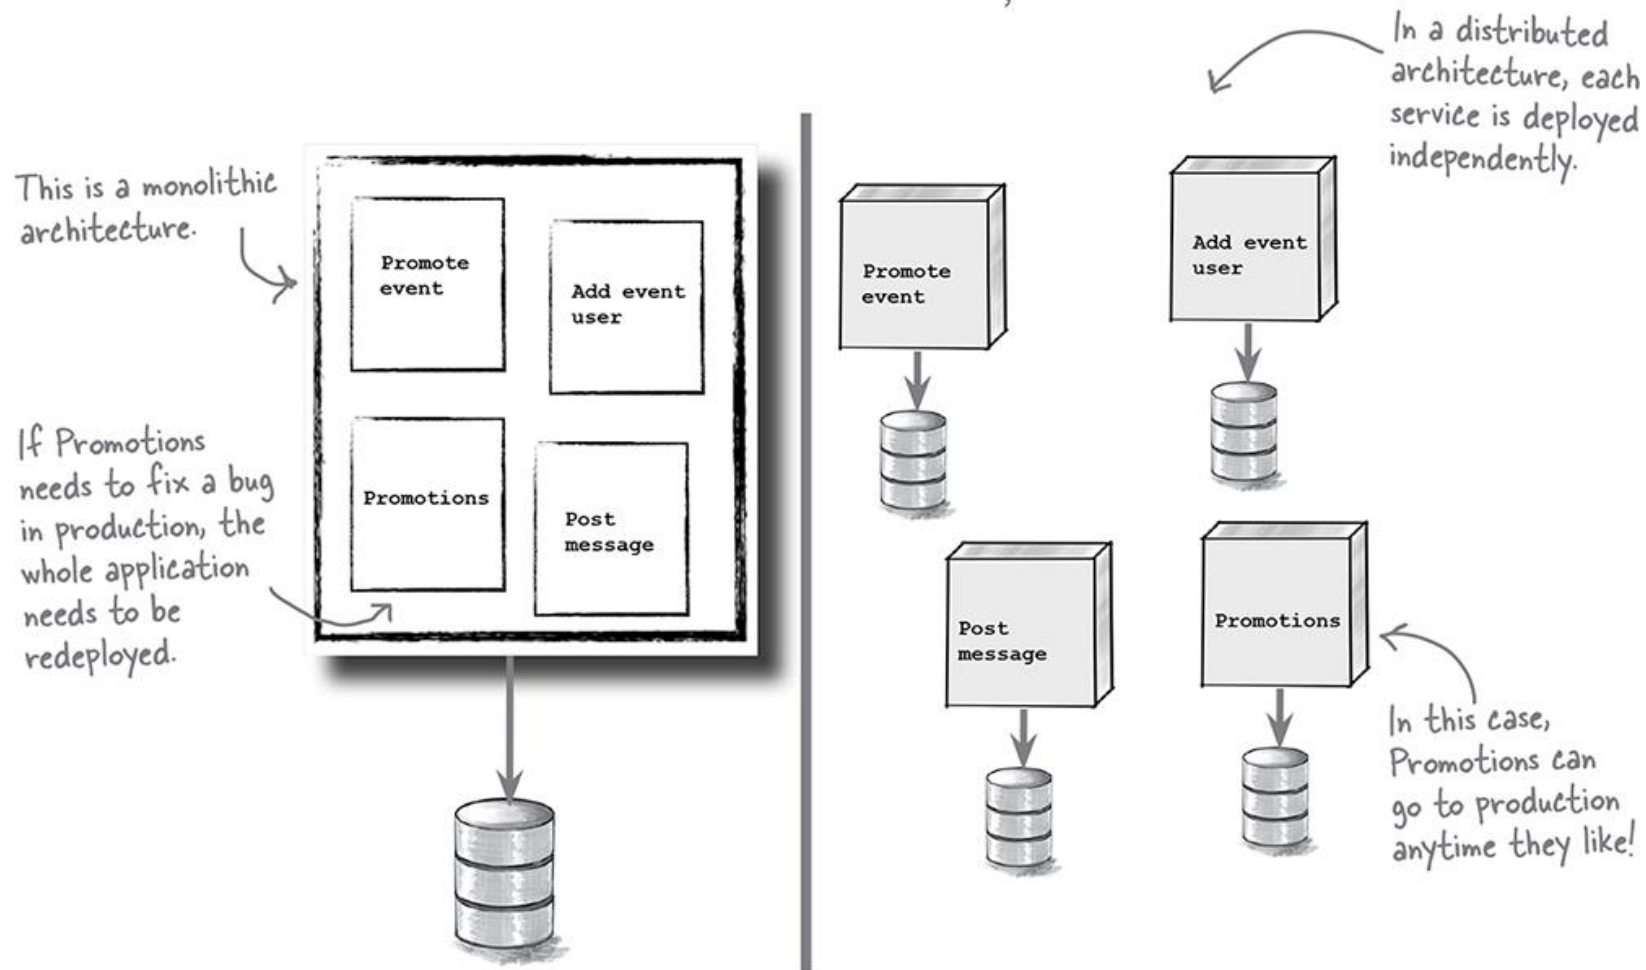 This is a monolithic
architecture.
Promote
event
Add event
user
If Promotions
needs to fix a bug
in production, the
whole application
needs to be
redeployed.
Promotions
Post
message
In a distributed
architecture, each
service is deployed
independently.
Promote
event
Add event
user
Post
message
Promotions
In this case,
Promotions can
go to production
anytime they like!